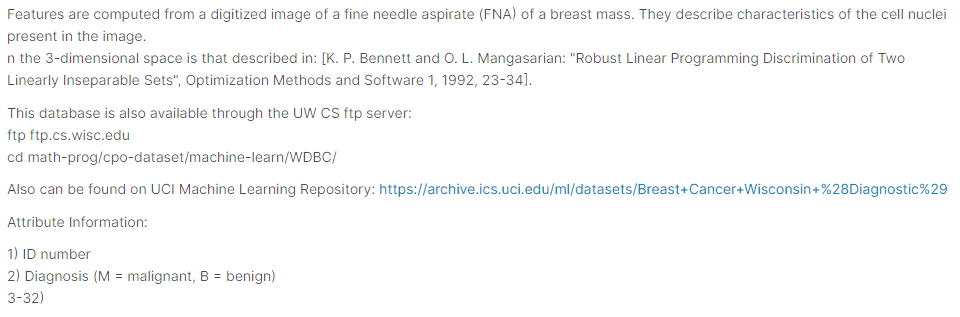 Features are computed from a digitized image of a fine needle aspirate (FNA) of a breast mass. They describe characteristics of the cell nuclei
present in the image.
n the 3-dimensional space is that described in: [K. P. Bennett and O. L. Mangasarian: "Robust Linear Programming Discrimination of Two
Linearly Inseparable Sets", Optimization Methods and Software 1, 1992, 23-34].
This database is also available through the UW CS ftp server:
ftp ftp.cs.wisc.edu
cd math-prog/cpo-dataset/machine-learn/WDBC/
Also can be found on UCI Machine Learning Repository: https://archive.ics.uci.edu/ml/datasets/Breast+Cancer+Wisconsin+%28Diagnostic%29
Attribute Information:
1) ID number
2) Diagnosis (M = malignant, B = benign)
3-32)